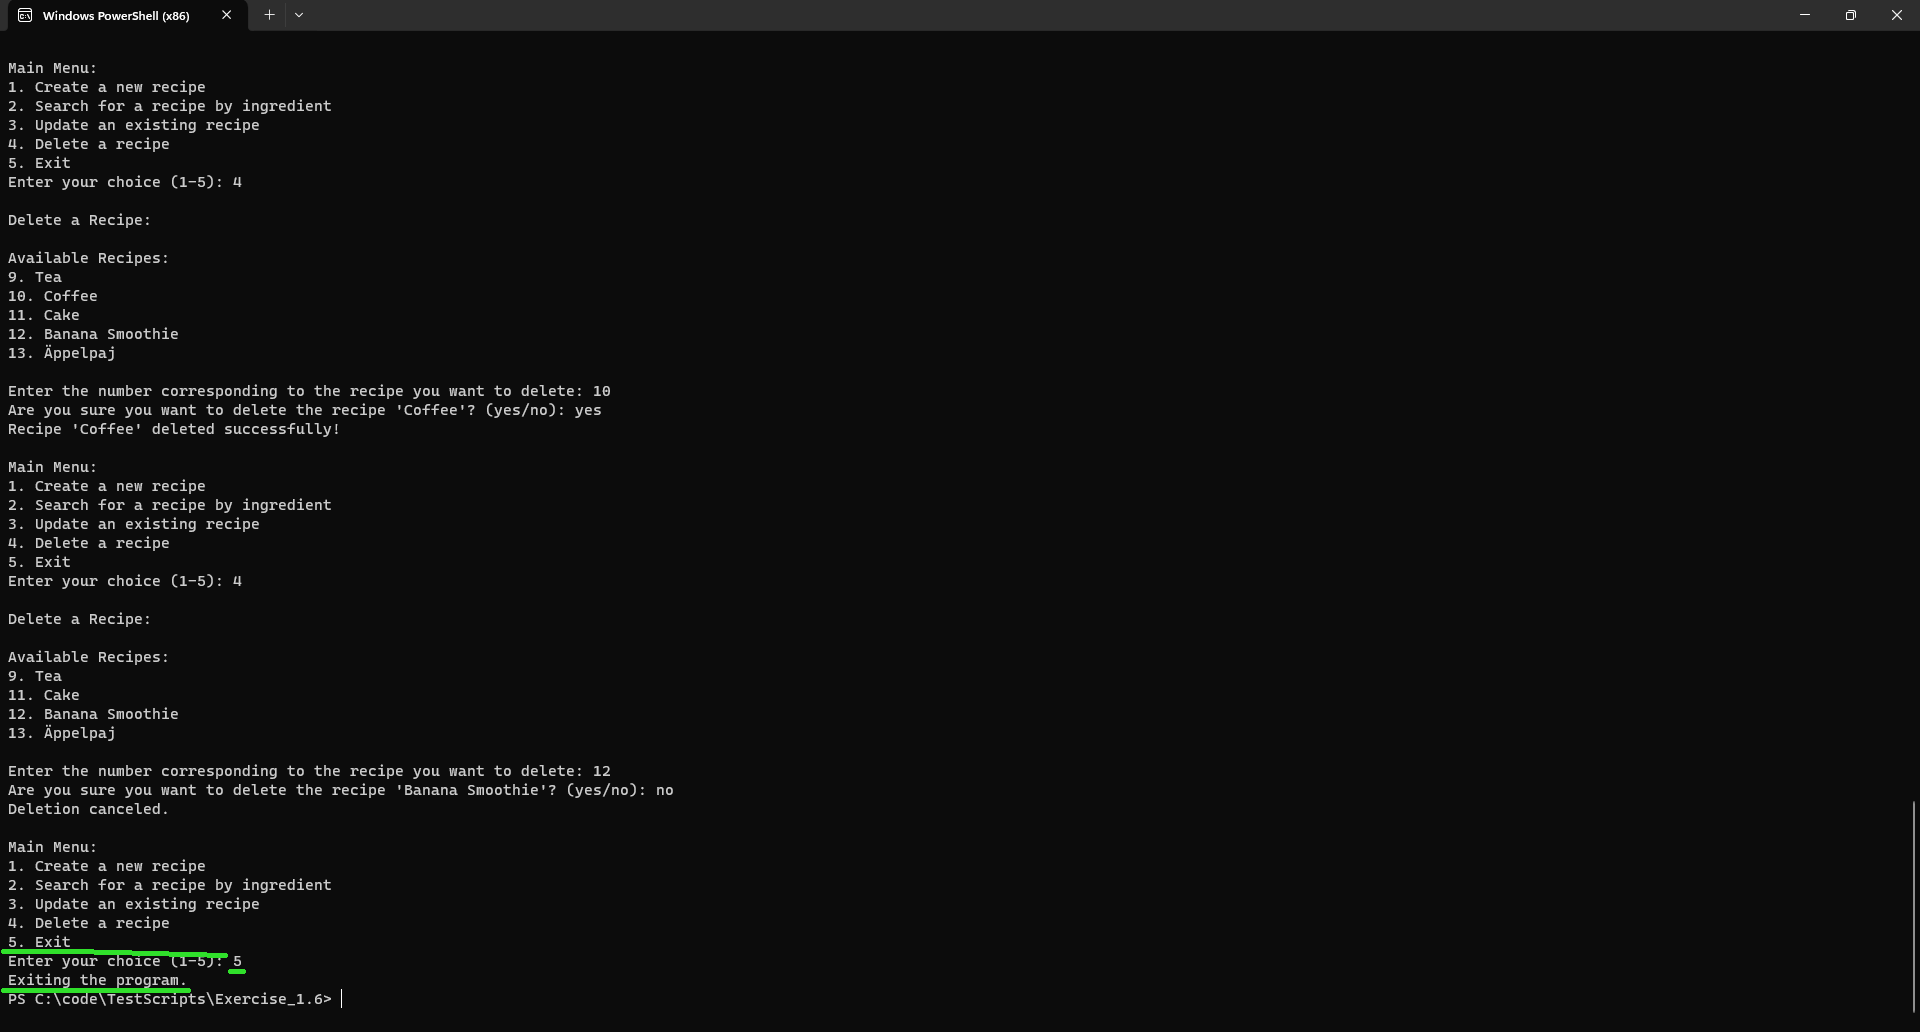 Windows PowerShell (x86)
Main Menu:
1. Create a new recipe
2. Search for a recipe by ingredient
3. Update an existing recipe
4. Delete a recipe
5. Exit
Enter your choice (1-5): 4
Delete a Recipe:
Available Recipes:
9. Tea
10. Coffee
11. Cake
12. Banana Smoothie
13. Äppelpaj
Enter the number corresponding to the recipe you want to delete: 10
Are you sure you want to delete the recipe 'Coffee'? (yes/no): yes
Recipe 'Coffee' deleted successfully!
Main Menu:
1. Create a new recipe
2. Search for a recipe by ingredient
3. Update an existing recipe
4. Delete a recipe
5. Exit
Enter your choice (1-5): 4
Delete a Recipe:
Available Recipes:
9. Tea
11. Cake
12. Banana Smoothie
13. Äppelpaj
Enter the number corresponding to the recipe you want to delete: 12
Are you sure you want to delete the recipe 'Banana Smoothie'? (yes/no): no
Deletion canceled.
Main Menu:
1. Create a new recipe
2. Search for a recipe by ingredient
3. Update an existing recipe
4. Delete a recipe
5. Exit
Enter your choice (1-5): 5
Exiting the program.
PS C:\code\TestScripts\Exercise_1.6>